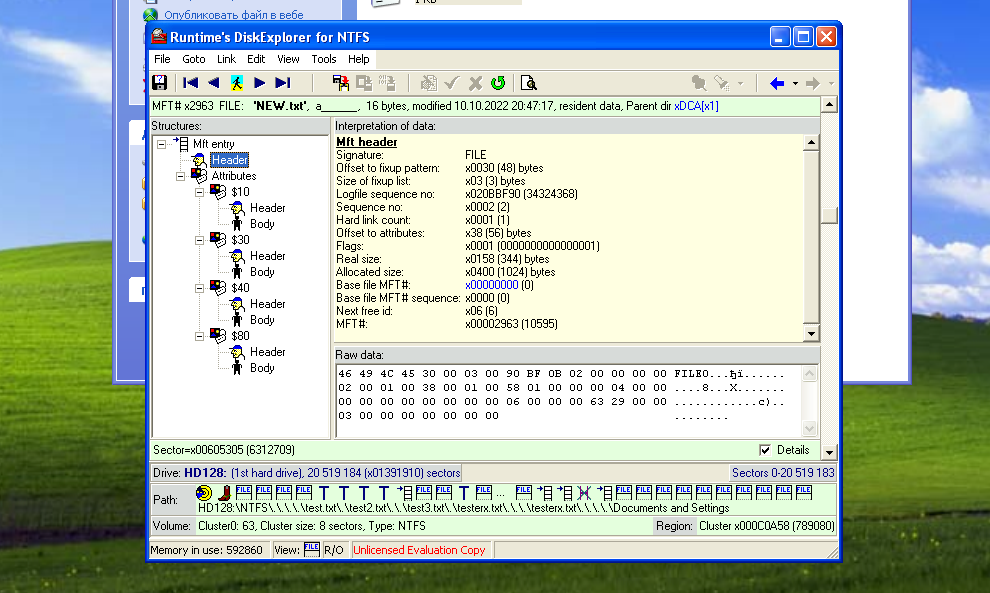 1 KB
Опубликовать файл в вебе
Runtime's DiskExplorer for NTFS
File Goto Link Edit View Tools Help
MFT# x2963 FILE: 'NEW.txt', a_____, 16 bytes, modified 10.10.2022 20:47:17, resident data, Parent dir xDCA[x1]
Structures:
Mft entry
Header
Attributes
$10
Header
Body
$30
Header
Body
$40
Header
Body
$80
Header
Body
Interpretation of data:
Mft header
Signature: FILE
Offset to fixup pattern: x0030 (48) bytes
Size of fixup list: x03 (3) bytes
Logfile sequence no: x020BBF90 (34324368)
Sequence no: x0002 (2)
Hard link count: x0001 (1)
Offset to attributes: x38 (56) bytes
Flags: x0001 (0000000000000001)
Real size: x0158 (344) bytes
Allocated size: x0400 (1024) bytes
Base file MFT#: x00000000 (0)
Base file MFT# sequence: x0000 (0)
Next free id: x06 (6)
MFT#: x00002963 (10595)
Raw data:
46 49 4C 45 30 00 03 00 90 BF 0B 02 00 00 00 00 FILE0...ђї......
02 00 01 00 38 00 01 00 58 01 00 00 00 04 00 00 ....8...X.......
00 00 00 00 00 00 00 00 06 00 00 00 63 29 00 00 ............c)..
03 00 00 00 00 00 00 00 ........
Sector=x00605305 (6312709)
Details
Drive: HD128: (1st hard drive), 20 519 184 (x01391910) sectors
Sectors 0-20 519 183
Path:
HD128:\NTFS\.\.\.\.\test.txt\.\test2.txt\.\.\test3.txt\.\.\testerx.txt\.\.\.\.\testerx.txt\.\.\.\.\.\Documents and Settings
Volume: Cluster0: 63, Cluster size: 8 sectors, Type: NTFS
Region: Cluster x000C0A58 (789080)
Memory in use: 592860 View: FILE R/O Unlicensed Evaluation Copy